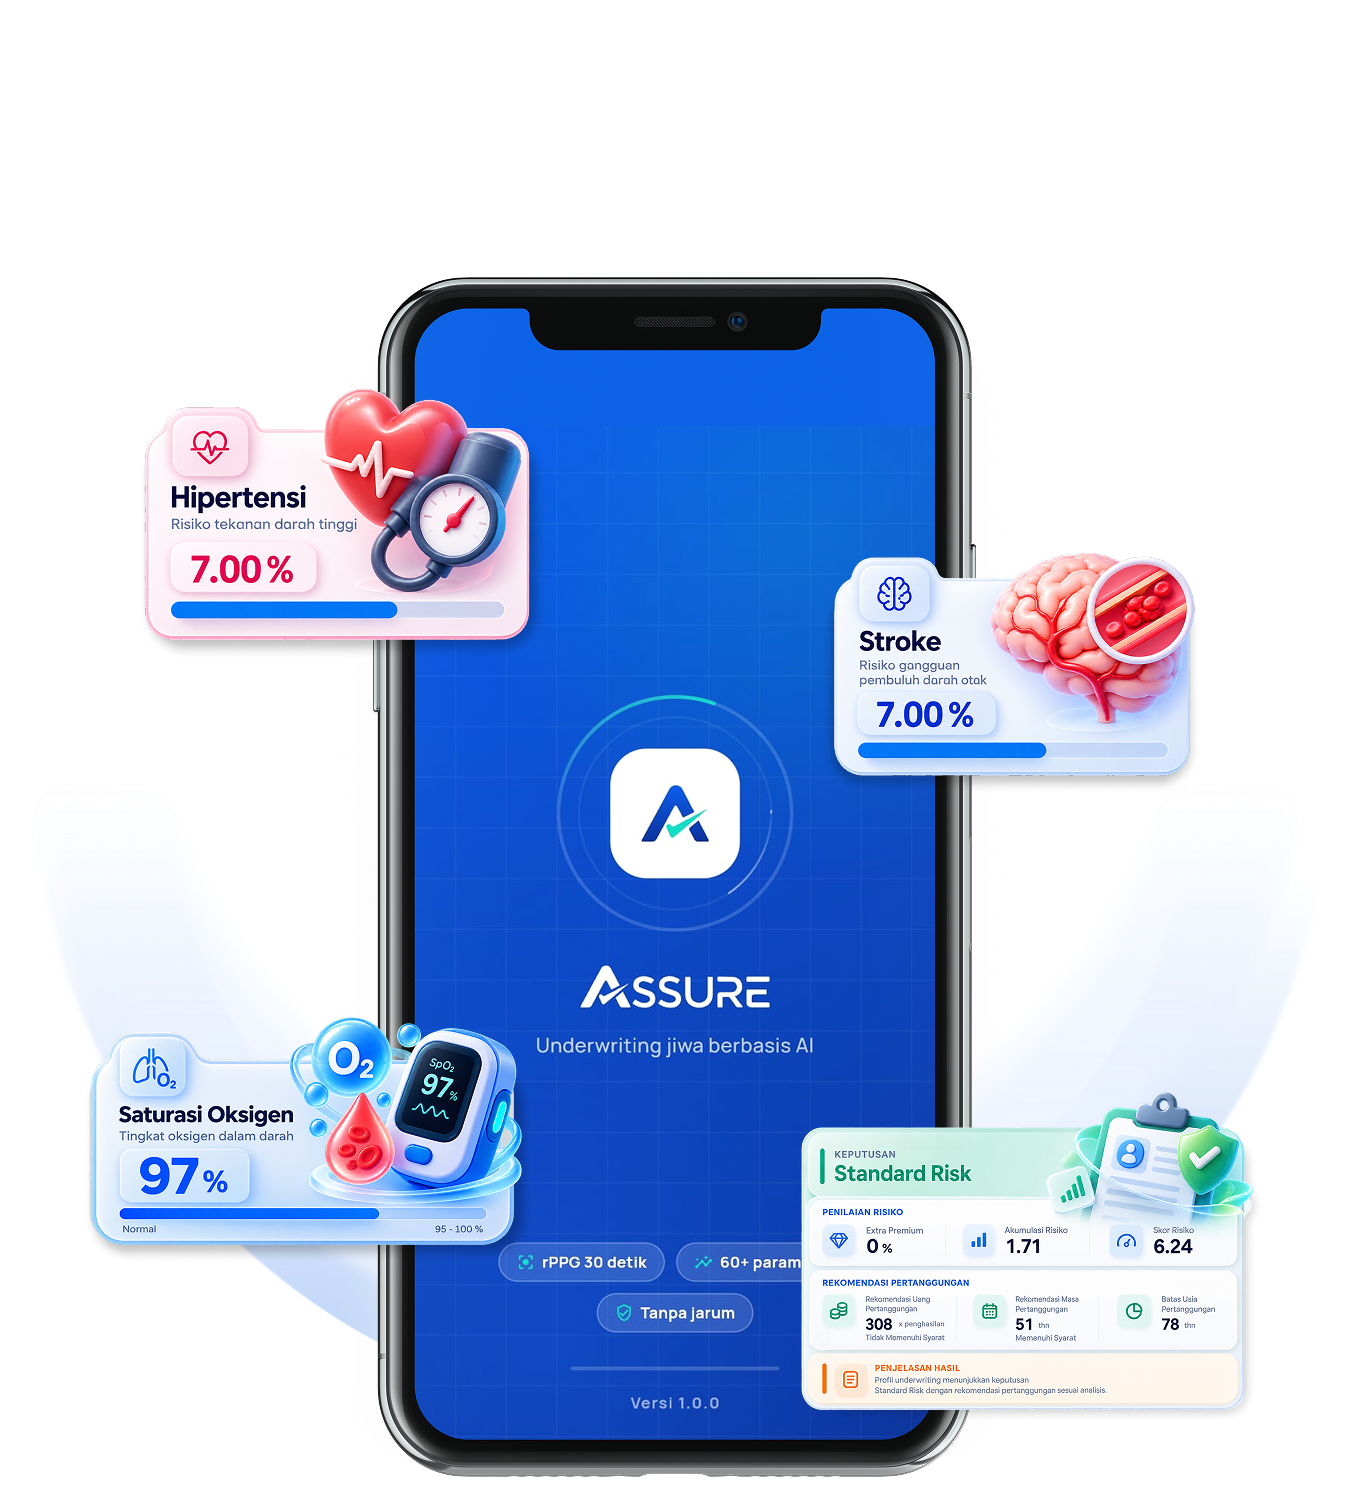 Hipertensi
Risiko tekanan darah tinggi
7.00 %
Stroke
Risiko gangguan
pembuluh darah otak
7.00 %
ASSURE
Underwriting jiwa berbasis AI
O₂
Saturasi Oksigen
Tingkat oksigen dalam darah
97 %
Normal
95 - 100 %
O₂
SpO₂
97 %
rPPG 30 detik
60+ param
Tanpa jarum
Versi 1.0.0
KEPUTUSAN
Standard Risk
PENILAIAN RISIKO
Extra Premium
0 %
Akumulasi Risiko
1.71
Skor Risiko
6.24
REKOMENDASI PERTANGGUNGAN
Rekomendasi Uang
Pertanggungan
308 x penghasilan
Tidak Memenuhi Syarat
Rekomendasi Masa
Pertanggungan
51 thn
Memenuhi Syarat
Batas Usia
Pertanggungan
78 thn
PENJELASAN HASIL
Profil underwriting menunjukkan keputusan
Standard Risk dengan rekomendasi pertanggungan sesuai analisis.